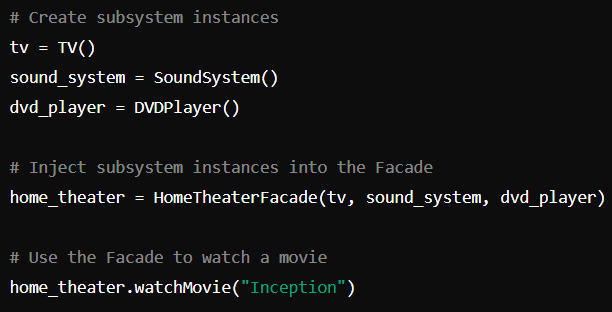 # Create subsystem instances
tv = TV()
sound_system = SoundSystem()
dvd_player = DVDPlayer()
# Inject subsystem instances into the Facade
home_theater = HomeTheaterFacade(tv, sound_system, dvd_player)
# Use the Facade to watch a movie
home_theater.watchMovie("Inception")